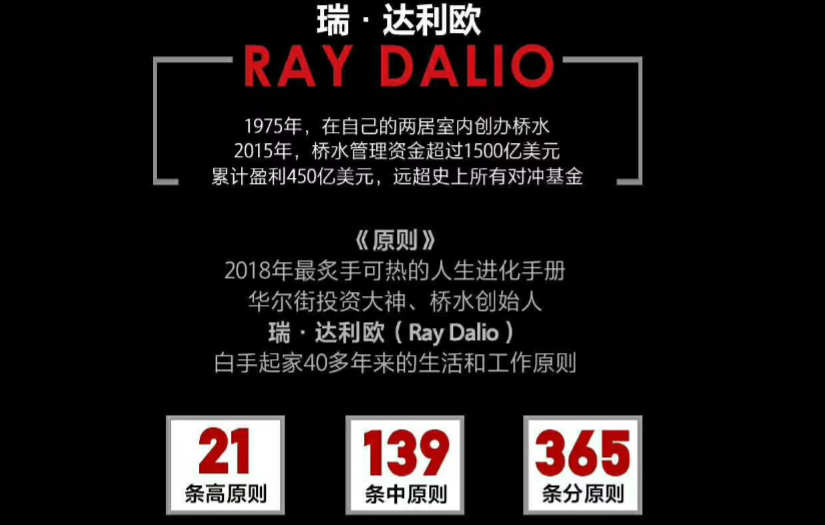 瑞·达利欧
RAY DALIO
1975年，在自己的两居室内创办桥水
2015年，桥水管理资金超过1500亿美元
累计盈利450亿美元，远超史上所有对冲基金
《原则》
2018年最炙手可热的人生进化手册
华尔街投资大神、桥水创始人
瑞·达利欧（Ray Dalio）
白手起家40多年来的生活和工作原则
21
条高原则
139
条中原则
365
条分原则